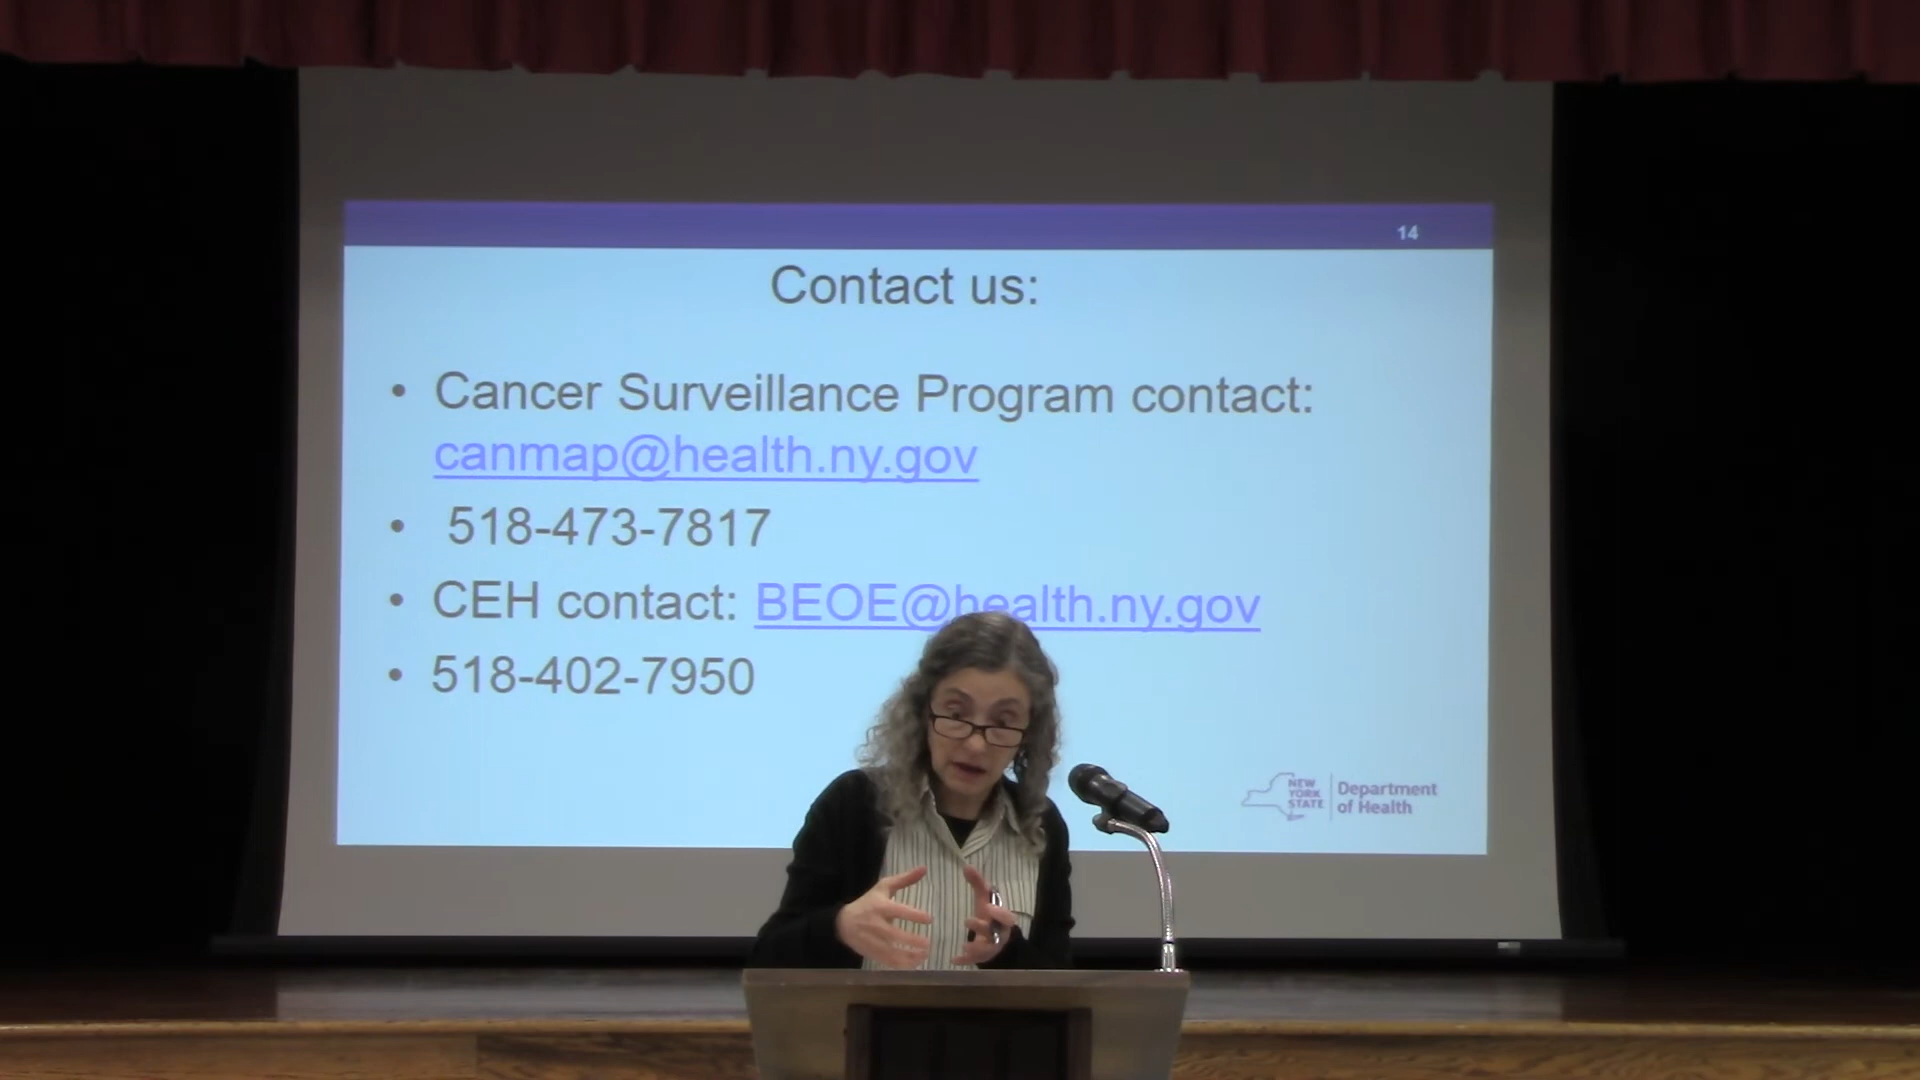 14
Contact us:
• Cancer Surveillance Program contact:
canmap@health.ny.gov
• 518-473-7817
• CEH contact: BEOE@health.ny.gov
• 518-402-7950
NEW
YORK
STATE
Department
of Health